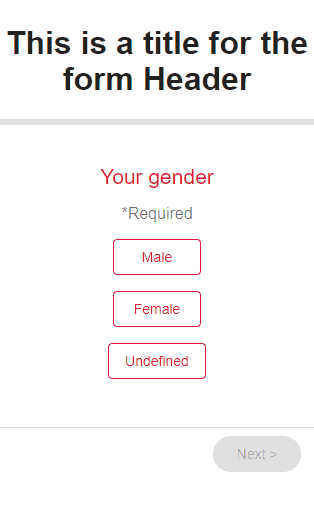 This is a title for the
form Header
Your gender
*Required
Male
Female
Undefined
Next >